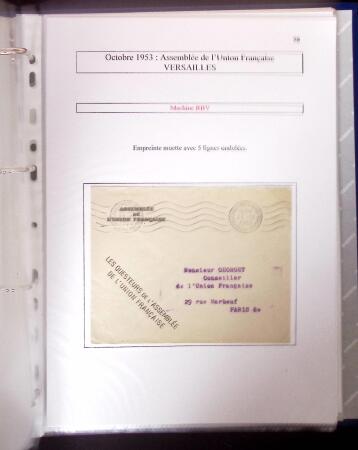 58
Octobre 1953 : Assemblée de l'Union Française
VERSAILLES
Machine RBV
Empreinte muette avec 5 lignes ondulées.
ASSEMBLÉE
DE
L'UNION FRANÇAISE
LES QUESTEURS DE L'ASSEMBLÉE
DE L'UNION FRANÇAISE
Monsieur
Conseiller
de l'Union Française
29 rue Marbeuf
PARIS 8e